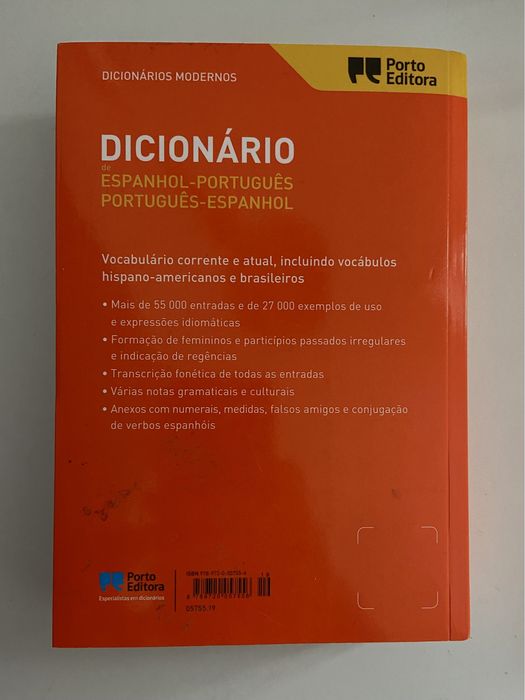 DICIONÁRIOS MODERNOS
Porto
Editora
DICIONÁRIO
de
ESPANHOL-PORTUGUÊS
PORTUGUÊS-ESPANHOL
Vocabulário corrente e atual, incluindo vocábulos
hispano-americanos e brasileiros
• Mais de 55 000 entradas e de 27 000 exemplos de uso
e expressões idiomáticas
• Formação de femininos e particípios passados irregulares
e indicação de regências
• Transcrição fonética de todas as entradas
• Várias notas gramaticais e culturais
• Anexos com numerais, medidas, falsos amigos e conjugação
de verbos espanhóis
Porto
Editora
Especialistas em dicionários
05755.19